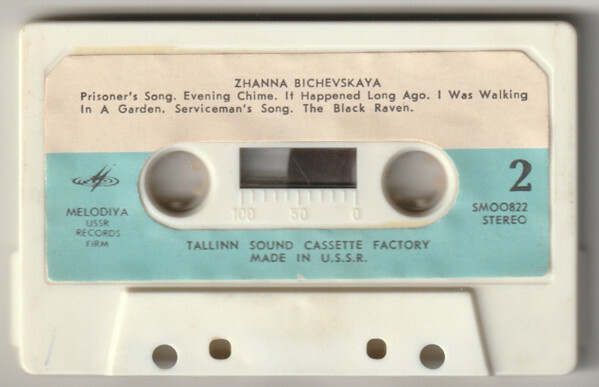 ZHANNA BICHEVSKAYA
Prisoner's Song. Evening Chime. It Happened Long Ago. I Was Walking
In A Garden. Serviceman's Song. The Black Raven.
2
MELODIYA
USSR
RECORDS
FIRM
100 50 0
SM00822
STEREO
TALLINN SOUND CASSETTE FACTORY
MADE IN U.S.S.R.